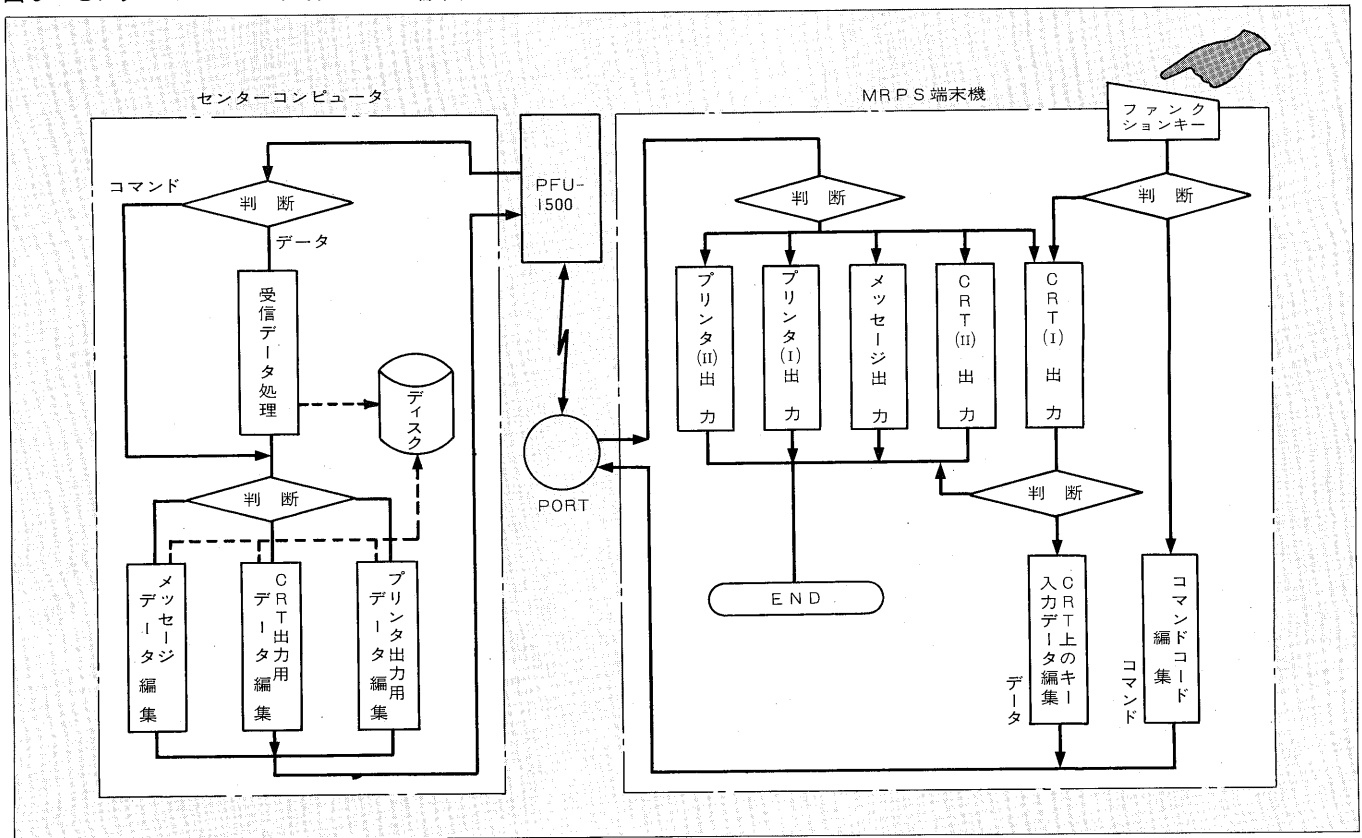 センターコンピュータ
MRPS端末機
ファンク
ションキー
コマンド
判断
データ
受信データ処理
ディスク
判断
メッセージ
データ編集
CRT出力用
データ編集
プリンタ出力用
データ編集
PFU-
1500
PORT
判断
プリンタ(II)出力
プリンタ(I)出力
メッセージ出力
CRT(II)出力
CRT(I)出力
判断
判断
END
CRT上のキー
入力データ編集
データ
コマンドコード
編集
コマンド